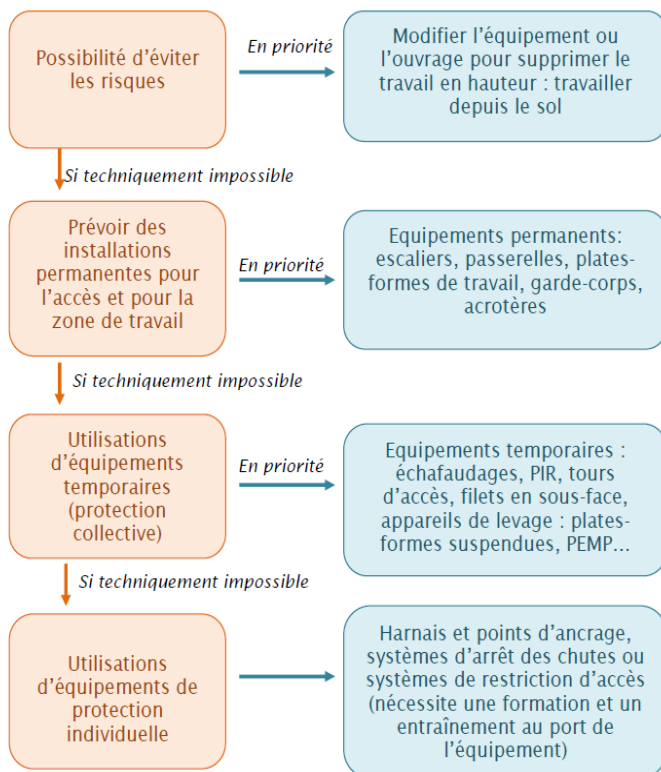 Possibilité d'éviter
les risques
En priorité
Modifier l'équipement ou
l'ouvrage pour supprimer le
travail en hauteur : travailler
depuis le sol
Si techniquement impossible
Prévoir des
installations
permanentes pour
l'accès et pour la
zone de travail
En priorité
Equipements permanents:
escaliers, passerelles, plates-
formes de travail, garde-corps,
acrotères
Si techniquement impossible
Utilisations
d'équipements
temporaires
(protection
collective)
En priorité
Equipements temporaires :
échafaudages, PIR, tours
d'accès, filets en sous-face,
appareils de levage : plates-
formes suspendues, PEMP...
Si techniquement impossible
Utilisations
d'équipements de
protection
individuelle
Harnais et points d'ancrage,
systèmes d'arrêt des chutes ou
systèmes de restriction d'accès
(nécessite une formation et un
entraînement au port de
l'équipement)